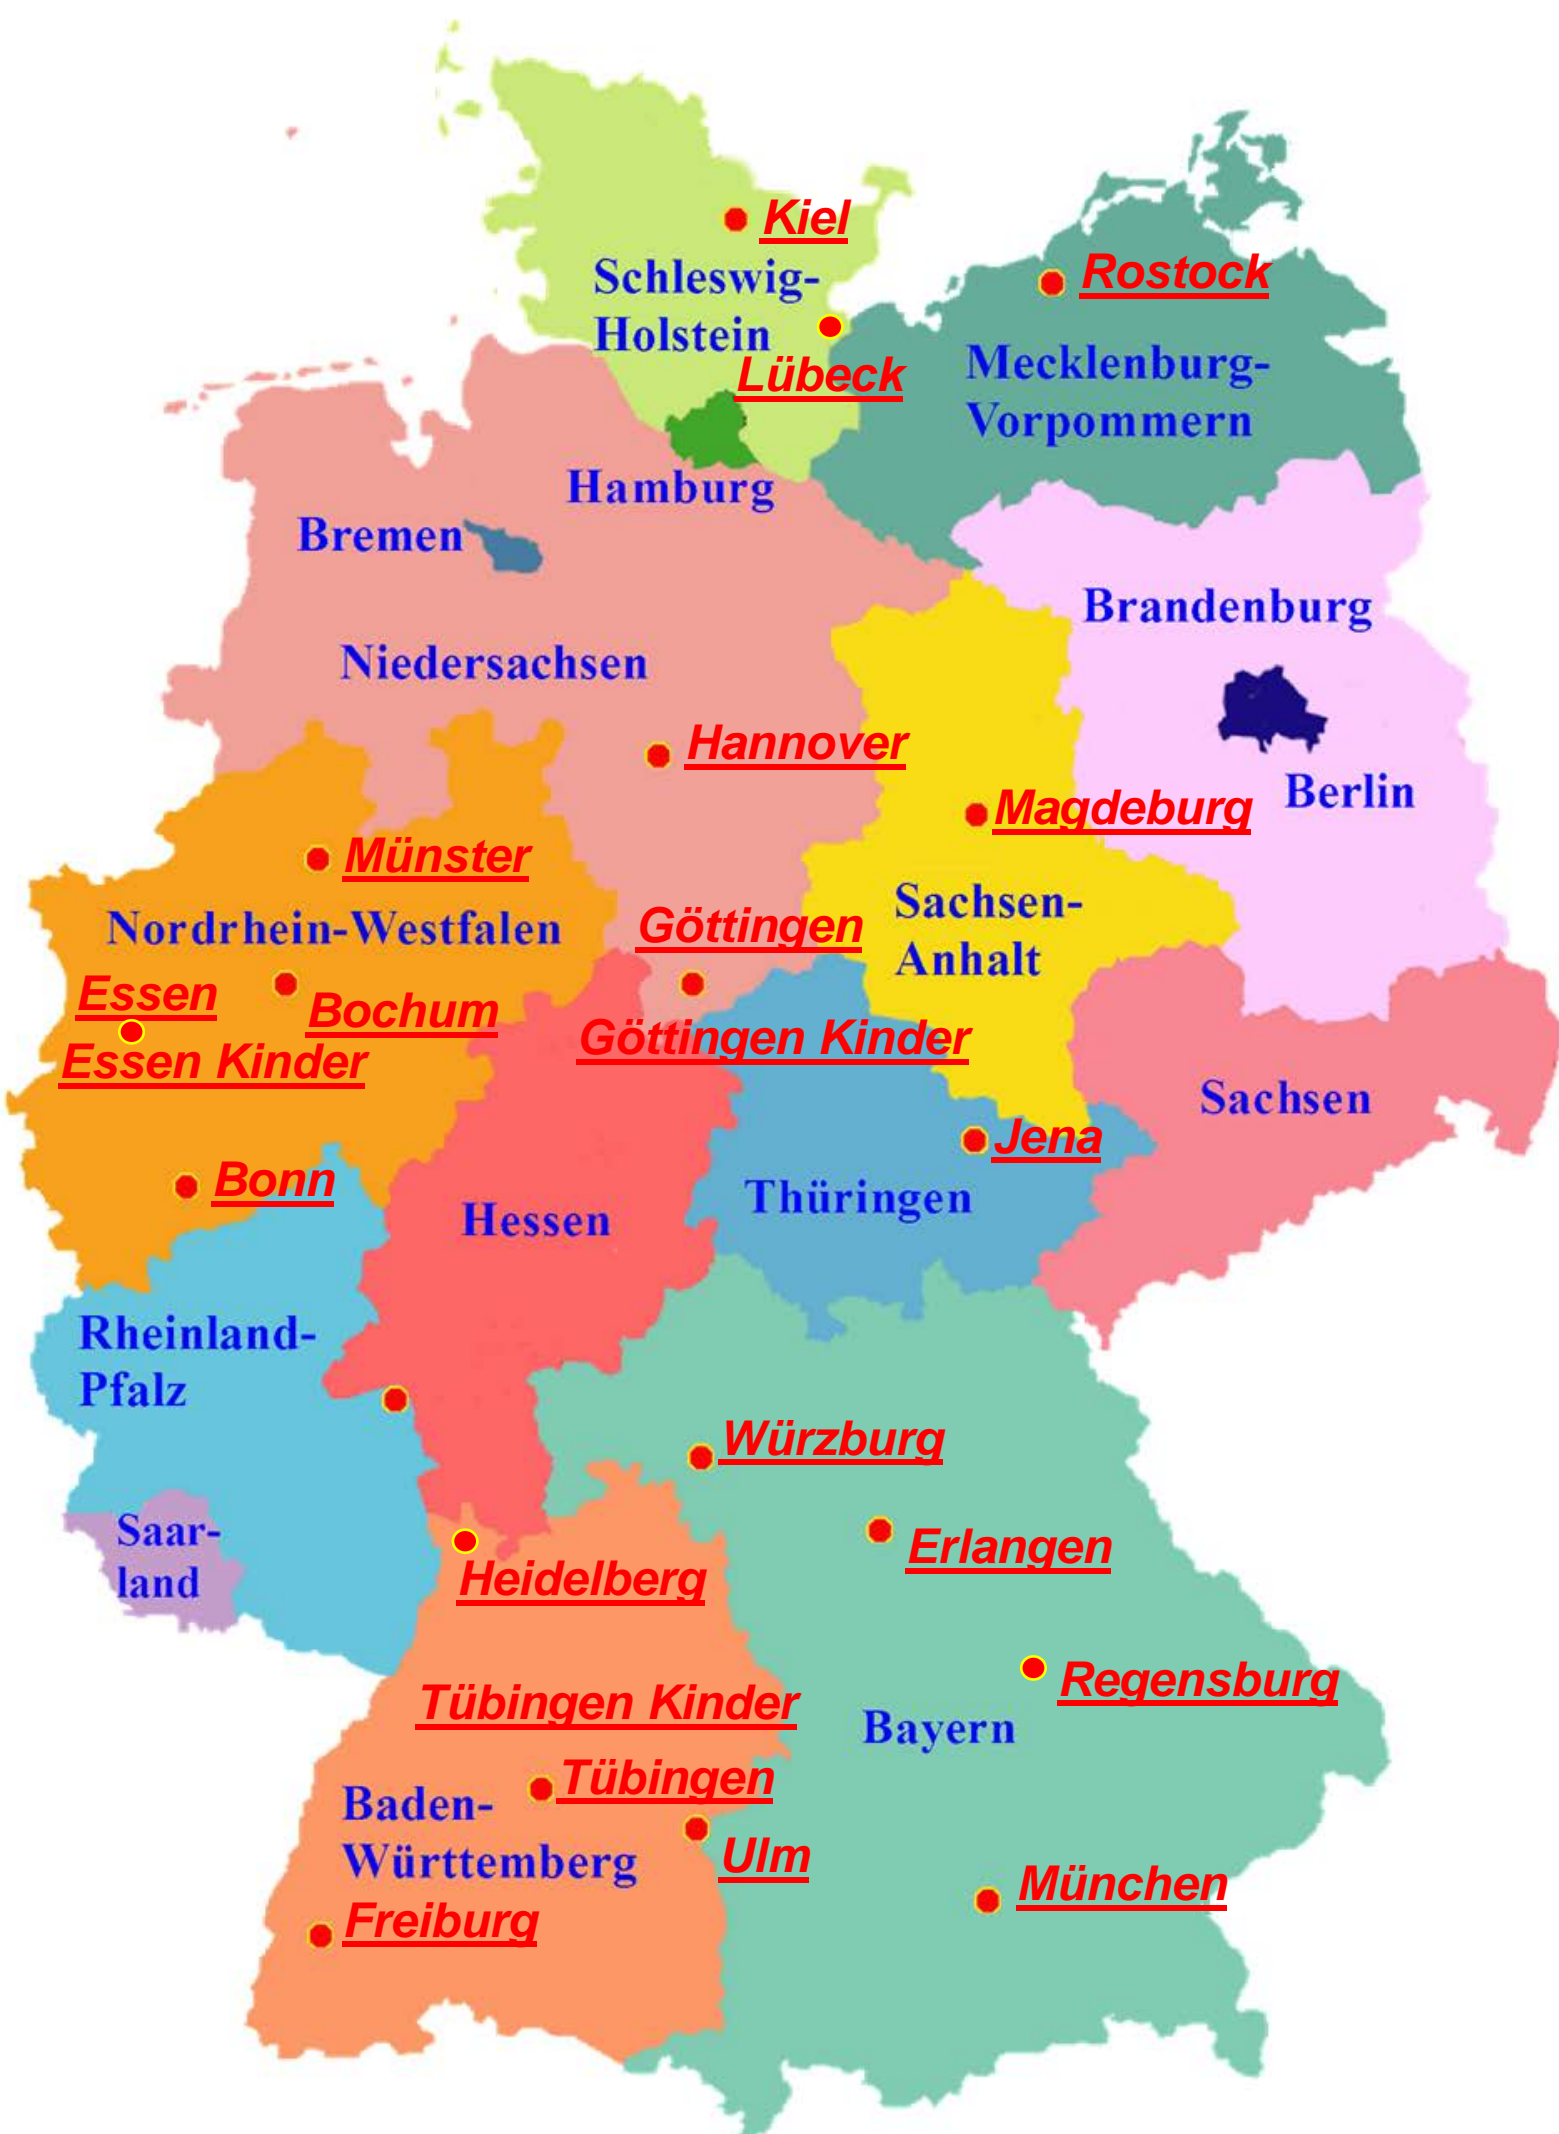 Kiel
Schleswig-
Holstein
Rostock
Lübeck
Mecklenburg-
Vorpommern
Hamburg
Bremen
Brandenburg
Niedersachsen
Hannover
Berlin
Magdeburg
Münster
Nordrhein-Westfalen
Göttingen
Sachsen-
Anhalt
Essen
Bochum
Göttingen Kinder
Essen Kinder
Sachsen
Jena
Bonn
Thüringen
Hessen
Rheinland-
Pfalz
Würzburg
Saar-
land
Erlangen
Heidelberg
Regensburg
Tübingen Kinder
Bayern
Tübingen
Baden-
Württemberg
Ulm
München
Freiburg